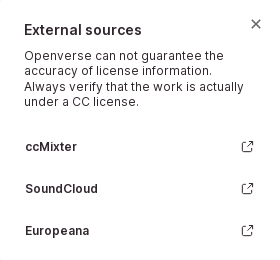 External sources
Openverse can not guarantee the
accuracy of license information.
Always verify that the work is actually
under a CC license.
ccMixter
SoundCloud
Europeana